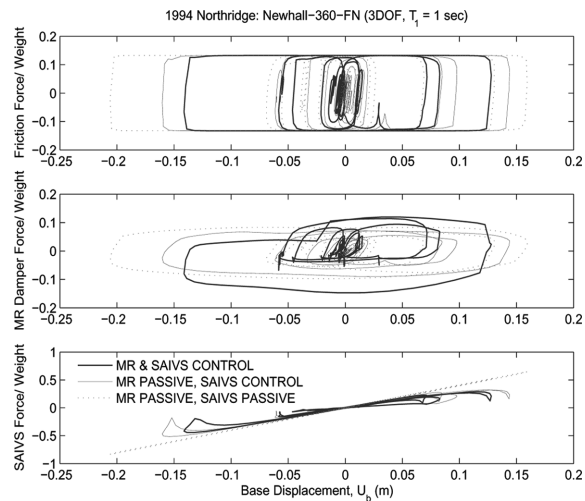 1994 Northridge: Newhall-360-FN (3DOF, T1 = 1 sec)
Friction Force/ Weight
0.2
0.1
0
−0.1
−0.2
−0.25 −0.2 −0.15 −0.1 −0.05 0 0.05 0.1 0.15 0.2
MR Damper Force/ Weight
0.2
0.1
0
−0.1
−0.2
−0.25 −0.2 −0.15 −0.1 −0.05 0 0.05 0.1 0.15 0.2
SAIVS Force/ Weight
1
0.5
0
−0.5
−1
MR & SAIVS CONTROL
MR PASSIVE, SAIVS CONTROL
MR PASSIVE, SAIVS PASSIVE
−0.25 −0.2 −0.15 −0.1 −0.05 0 0.05 0.1 0.15 0.2
Base Displacement, Ub (m)